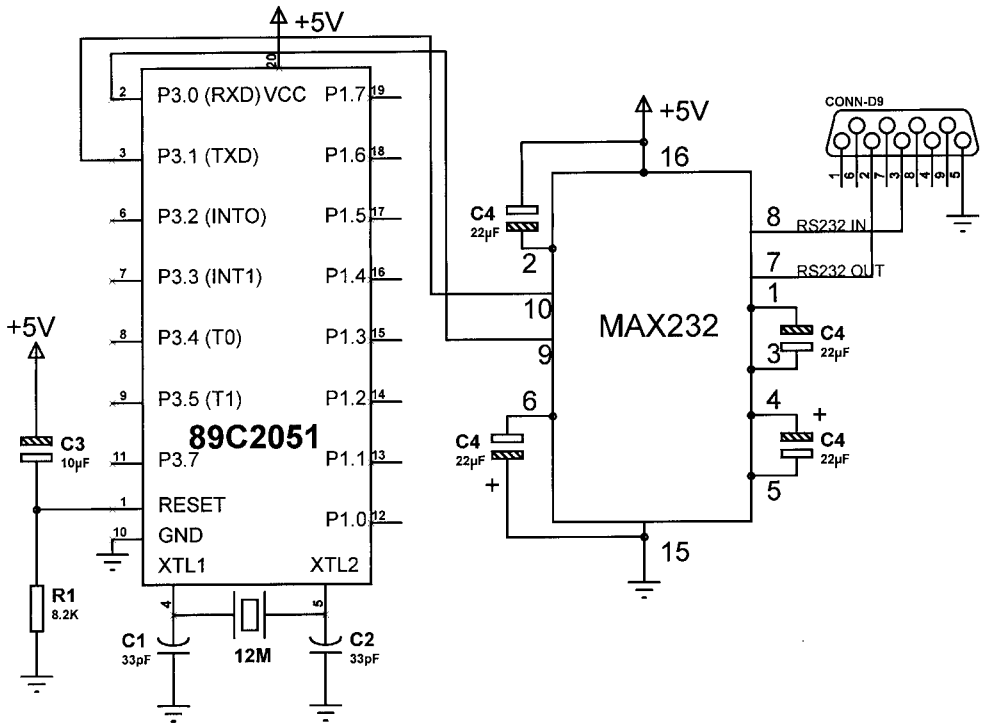 +5V
20
2 P3.0 (RXD) VCC P1.7 19
3 P3.1 (TXD) P1.6 18
6 P3.2 (INTO) P1.5 17
7 P3.3 (INT1) P1.4 16
8 P3.4 (T0) P1.3 15
9 P3.5 (T1) P1.2 14
89C2051
11 P3.7 P1.1 13
1 RESET
P1.0 12
10 GND
XTL1 XTL2
4 5
+5V
C3
10µF
R1
8.2K
C1
33pF
12M
C2
33pF
+5V
16
C4
22µF
2
10
9
6
C4
22µF
+
MAX232
15
8 RS232 IN
7 RS232 OUT
1
C4
22µF
3
4
+
C4
22µF
5
CONN-D9
1 6 2 7 3 8 4 9 5